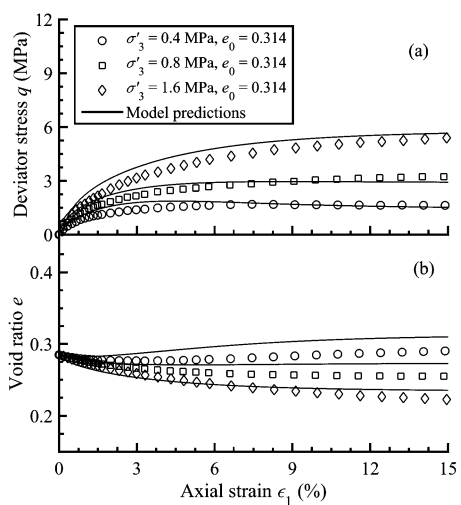 12
9
6
3
0
Deviator stress q (MPa)
σ′₃ = 0.4 MPa, e₀ = 0.314
σ′₃ = 0.8 MPa, e₀ = 0.314
σ′₃ = 1.6 MPa, e₀ = 0.314
Model predictions
(a)
0.4
0.3
0.2
Void ratio e
(b)
0 3 6 9 12 15
Axial strain ϵ₁ (%)